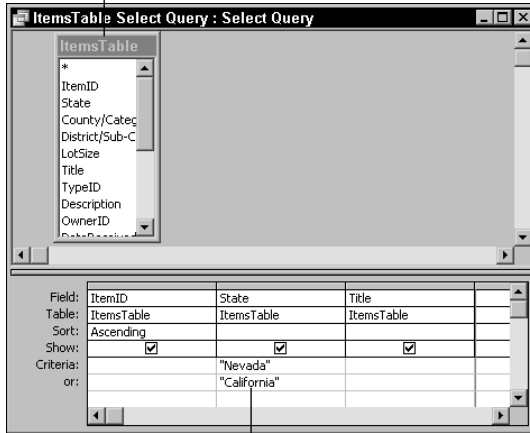 ItemsTable Select Query : Select Query
ItemsTable
*
ItemID
State
County/Categ
District/Sub-C
LotSize
Title
TypeID
Description
OwnerID
Field: ItemID State Title
Table: ItemsTable ItemsTable ItemsTable
Sort: Ascending
Show:
Criteria: "Nevada"
or: "California"